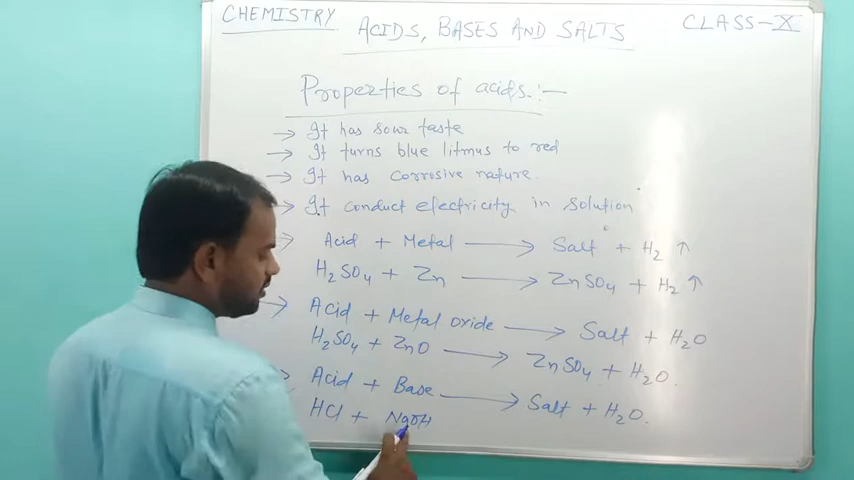 CHEMISTRY
ACIDS, BASES AND SALTS
CLASS-X
Properties of acids:-
→ It has sour taste
→ It turns blue litmus to red
→ It has corrosive nature.
→ It conduct electricity in solution
→ Acid + Metal → Salt + H₂ ↑
H₂SO₄ + Zn → ZnSO₄ + H₂ ↑
→ Acid + Metal oxide → Salt + H₂O
H₂SO₄ + ZnO → ZnSO₄ + H₂O.
→ Acid + Base → Salt + H₂O.
HCl + NaOH